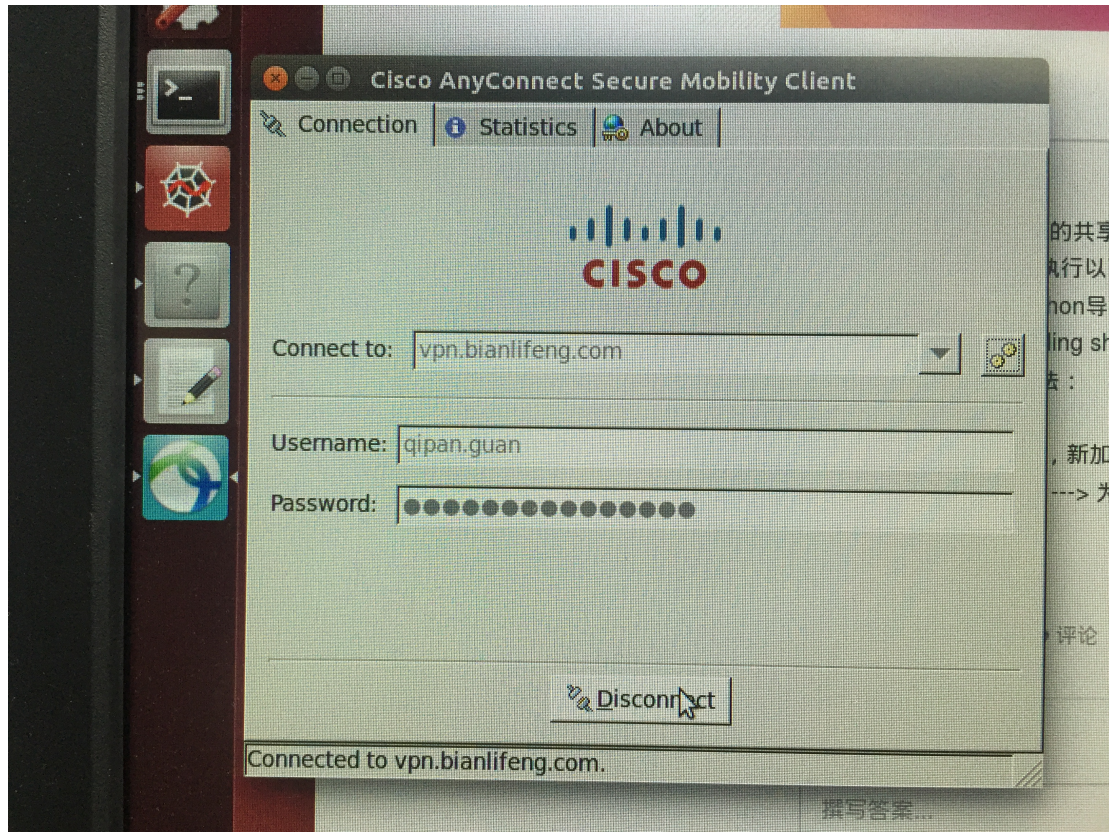 Cisco AnyConnect Secure Mobility Client
Connection Statistics About
CISCO
Connect to: vpn.bianlifeng.com
Username: qipan.guan
Password:
Disconnect
Connected to vpn.bianlifeng.com.
的共享
执行以
hon导
ling sh
法：
，新加
---> 为
评论
撰写答案...